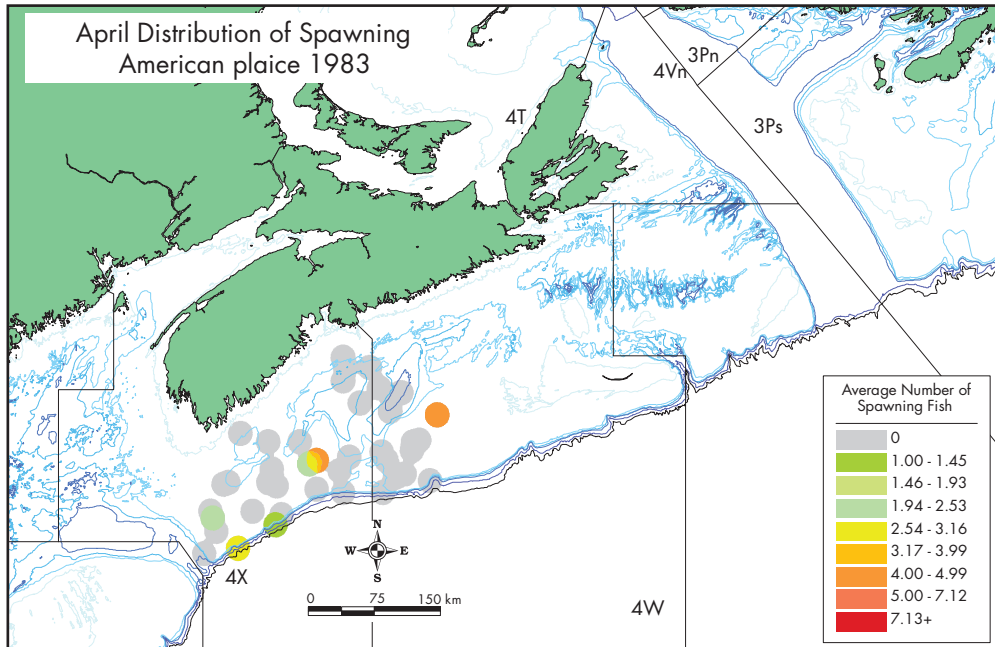 April Distribution of Spawning
American plaice 1983
3Pn
4Vn
4T
3Ps
Average Number of
Spawning Fish
0
1.00 - 1.45
1.46 - 1.93
1.94 - 2.53
2.54 - 3.16
3.17 - 3.99
4.00 - 4.99
5.00 - 7.12
7.13+
N
W E
S
4X
0 75 150 km
4W